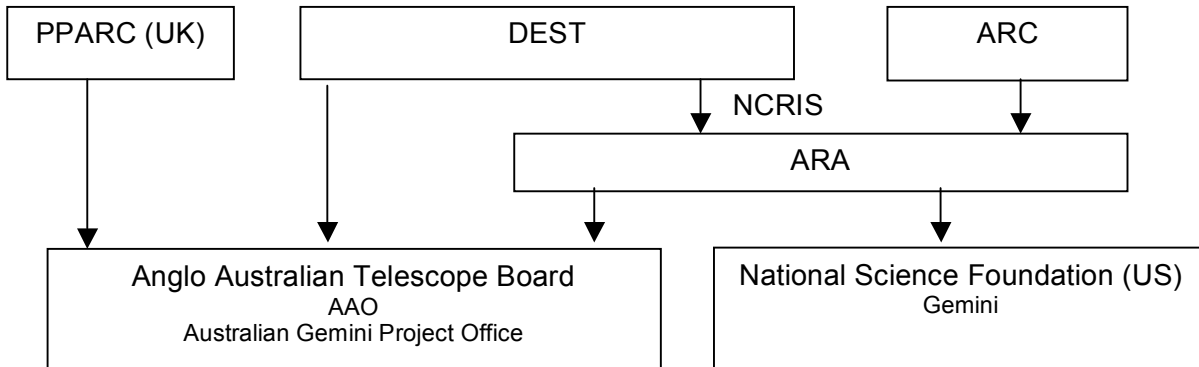 PPARC (UK)
DEST
ARC
NCRIS
ARA
Anglo Australian Telescope Board
AAO
Australian Gemini Project Office
National Science Foundation (US)
Gemini